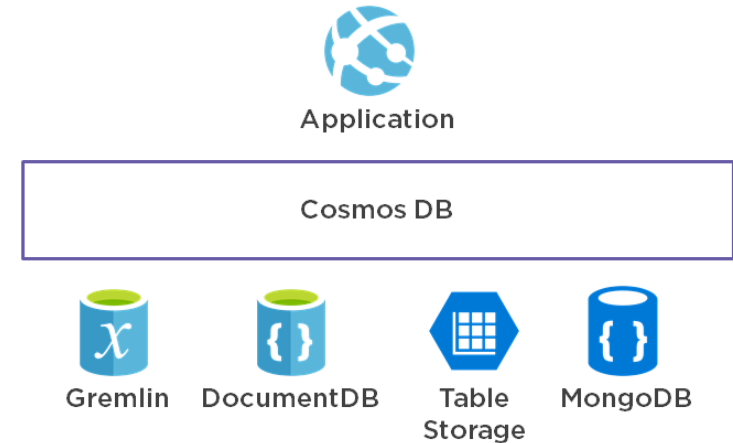 Application
Cosmos DB
Gremlin
DocumentDB
Table
Storage
MongoDB